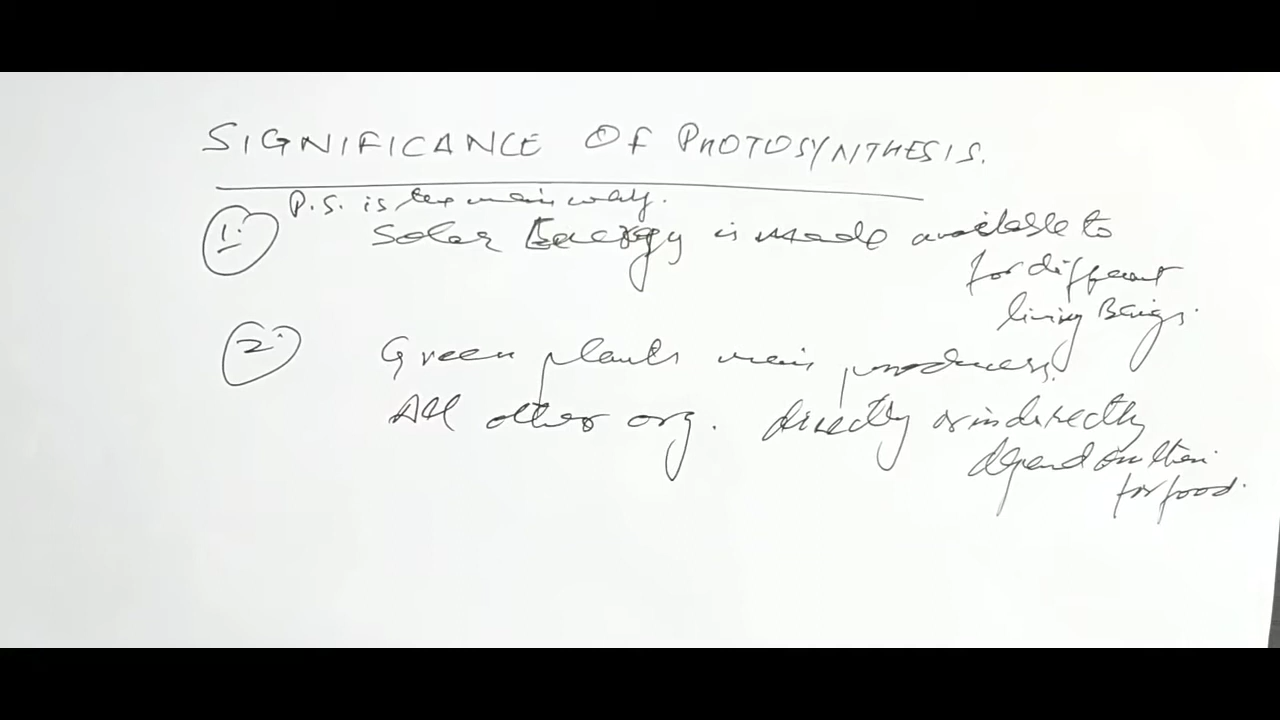 SIGNIFICANCE OF PHOTOSYNTHESIS.
P.S. is the main way.
1. Solar Energy is made available to
for different
living Beings.
2. Green plants main producers.
All other org. directly or indirectly
depend on them
for food.